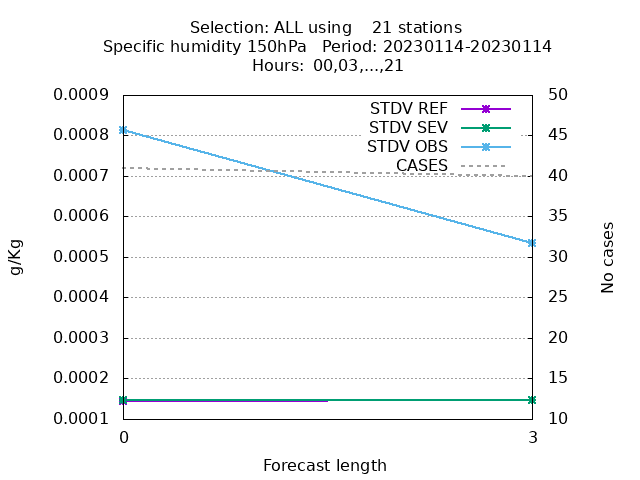 Selection: ALL using    21 stations
Specific humidity 150hPa   Period: 20230114-20230114
Hours:  00,03,...,21
0.0009
0.0008
0.0007
0.0006
0.0005
0.0004
0.0003
0.0002
0.0001
50
45
40
35
30
25
20
15
10
STDV REF
STDV SEV
STDV OBS
CASES
g/Kg
No cases
0
3
Forecast length